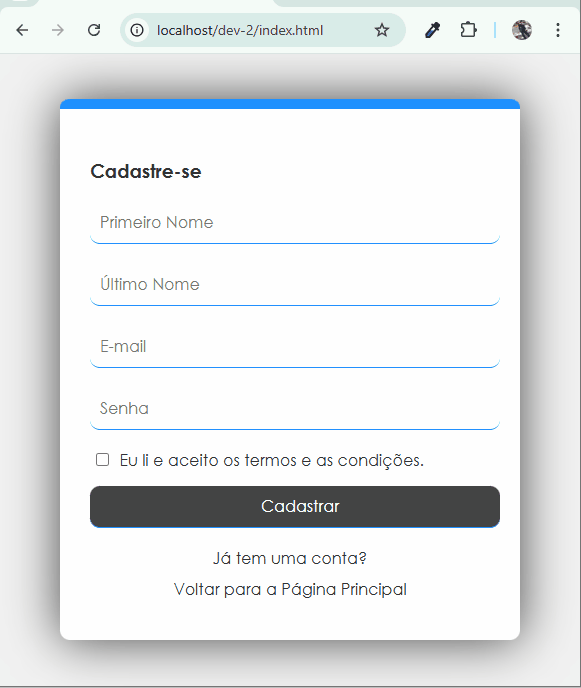 localhost/dev-2/index.html
Cadastre-se
Primeiro Nome
Último Nome
E-mail
Senha
Eu li e aceito os termos e as condições.
Cadastrar
Já tem uma conta?
Voltar para a Página Principal